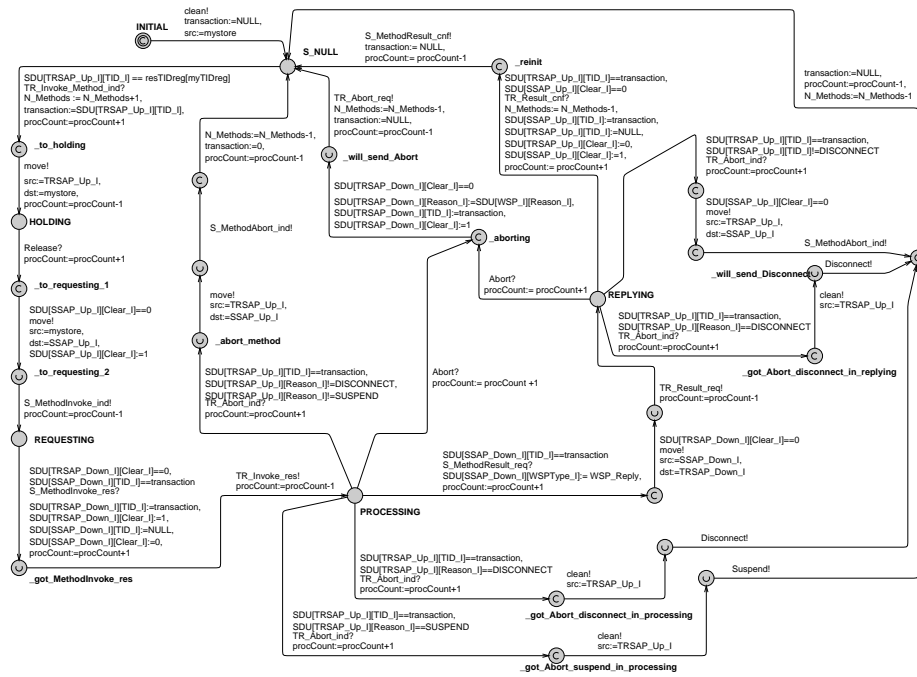 clean!
transaction:=NULL,
src:=mystore
INITIAL
S_NULL
S_MethodResult_cnf!
transaction:= NULL,
procCount:= procCount-1
_reinit
transaction:=NULL,
procCount:=procCount-1,
N_Methods:=N_Methods-1
SDU[TRSAP_Up_I][TID_I] == resTIDreg[myTIDreg]
TR_Invoke_Method_ind?
N_Methods := N_Methods+1,
transaction:=SDU[TRSAP_Up_I][TID_I],
procCount:=procCount+1
_to_holding
move!
src:=TRSAP_Up_I,
dst:=mystore,
procCount:=procCount-1
HOLDING
Release?
procCount:=procCount+1
_to_requesting_1
SDU[SSAP_Up_I][Clear_I]==0
move!
src:=mystore,
dst:=SSAP_Up_I,
SDU[SSAP_Up_I][Clear_I]:=1
_to_requesting_2
S_MethodInvoke_ind!
procCount:=procCount-1
REQUESTING
SDU[TRSAP_Down_I][Clear_I]==0,
SDU[SSAP_Down_I][TID_I]==transaction
S_MethodInvoke_res?
SDU[TRSAP_Down_I][TID_I]:=transaction,
SDU[TRSAP_Down_I][Clear_I]:=1,
SDU[SSAP_Down_I][TID_I]:=NULL,
SDU[SSAP_Down_I][Clear_I]:=0,
procCount:=procCount+1
_got_MethodInvoke_res
TR_Invoke_res!
procCount:=procCount-1
N_Methods:=N_Methods-1,
transaction:=0,
procCount:=procCount-1
S_MethodAbort_ind!
move!
src:=TRSAP_Up_I,
dst:=SSAP_Up_I
_abort_method
SDU[TRSAP_Up_I][TID_I]==transaction,
SDU[TRSAP_Up_I][Reason_I]!=DISCONNECT,
SDU[TRSAP_Up_I][Reason_I]!=SUSPEND
TR_Abort_ind?
procCount:=procCount+1
TR_Abort_req!
N_Methods:=N_Methods-1,
transaction:=NULL,
procCount:=procCount-1
_will_send_Abort
SDU[TRSAP_Down_I][Clear_I]==0
SDU[TRSAP_Down_I][Reason_I]:=SDU[WSP_I][Reason_I],
SDU[TRSAP_Down_I][TID_I]:=transaction,
SDU[TRSAP_Down_I][Clear_I]:=1
_aborting
Abort?
procCount:= procCount+1
Abort?
procCount:= procCount +1
SDU[TRSAP_Up_I][TID_I]==transaction,
SDU[SSAP_Up_I][Clear_I]==0
TR_Result_cnf?
N_Methods:= N_Methods-1,
SDU[SSAP_Up_I][TID_I]:=transaction,
SDU[TRSAP_Up_I][TID_I]:=NULL,
SDU[TRSAP_Up_I][Clear_I]:=0,
SDU[SSAP_Up_I][Clear_I]:=1,
procCount:= procCount+1
REPLYING
SDU[TRSAP_Up_I][TID_I]==transaction,
SDU[TRSAP_Up_I][TID_I]!=DISCONNECT
TR_Abort_ind?
procCount:=procCount+1
SDU[SSAP_Up_I][Clear_I]==0
move!
src:=TRSAP_Up_I,
dst:=SSAP_Up_I
S_MethodAbort_ind!
_will_send_Disconnect
Disconnect!
clean!
src:=TRSAP_Up_I
SDU[TRSAP_Up_I][TID_I]==transaction,
SDU[TRSAP_Up_I][Reason_I]==DISCONNECT
TR_Abort_ind?
procCount:=procCount+1
_got_Abort_disconnect_in_replying
TR_Result_req!
procCount:=procCount-1
SDU[TRSAP_Down_I][Clear_I]==0
move!
src:=SSAP_Down_I,
dst:=TRSAP_Down_I
SDU[SSAP_Down_I][TID_I]==transaction
S_MethodResult_req?
SDU[SSAP_Down_I][WSPType_I]:= WSP_Reply,
procCount:=procCount+1
PROCESSING
SDU[TRSAP_Up_I][TID_I]==transaction,
SDU[TRSAP_Up_I][Reason_I]==DISCONNECT
TR_Abort_ind?
procCount:=procCount+1
clean!
src:=TRSAP_Up_I
Disconnect!
_got_Abort_disconnect_in_processing
Suspend!
SDU[TRSAP_Up_I][TID_I]==transaction,
SDU[TRSAP_Up_I][Reason_I]==SUSPEND
TR_Abort_ind?
procCount:=procCount+1
clean!
src:=TRSAP_Up_I
_got_Abort_suspend_in_processing